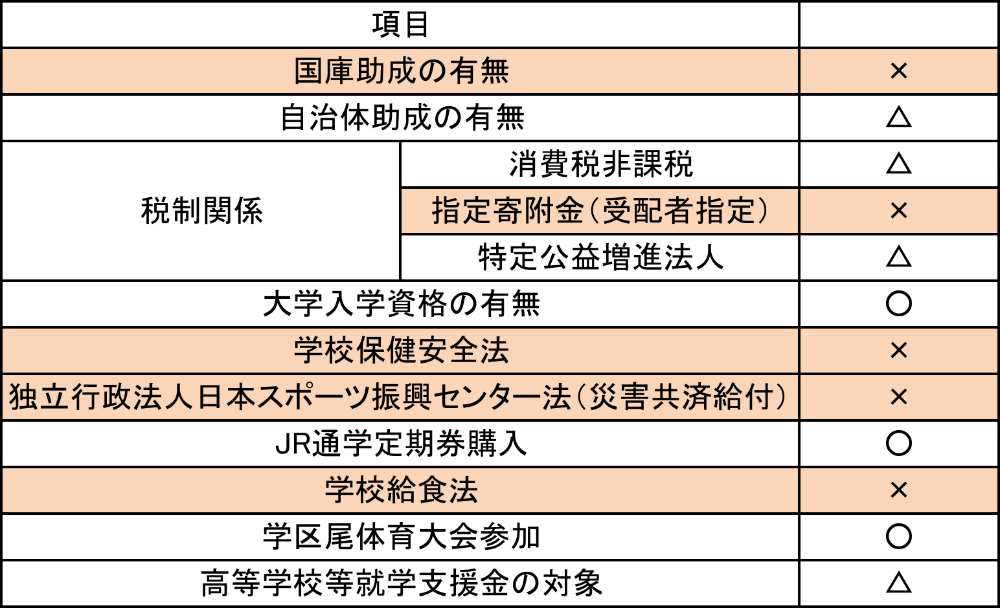 項目
国庫助成の有無 ×
自治体助成の有無 △
税制関係
消費税非課税 △
指定寄附金（受配者指定） ×
特定公益増進法人 △
大学入学資格の有無 〇
学校保健安全法 ×
独立行政法人日本スポーツ振興センター法（災害共済給付） ×
JR通学定期券購入 〇
学校給食法 ×
学区尾体育大会参加 〇
高等学校等就学支援金の対象 △